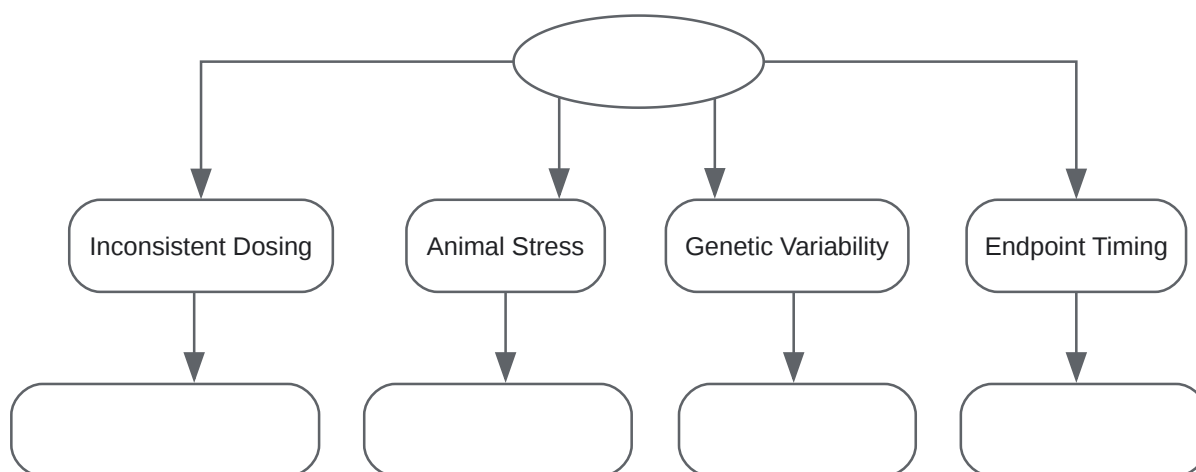 Inconsistent Dosing
Animal Stress
Genetic Variability
Endpoint Timing